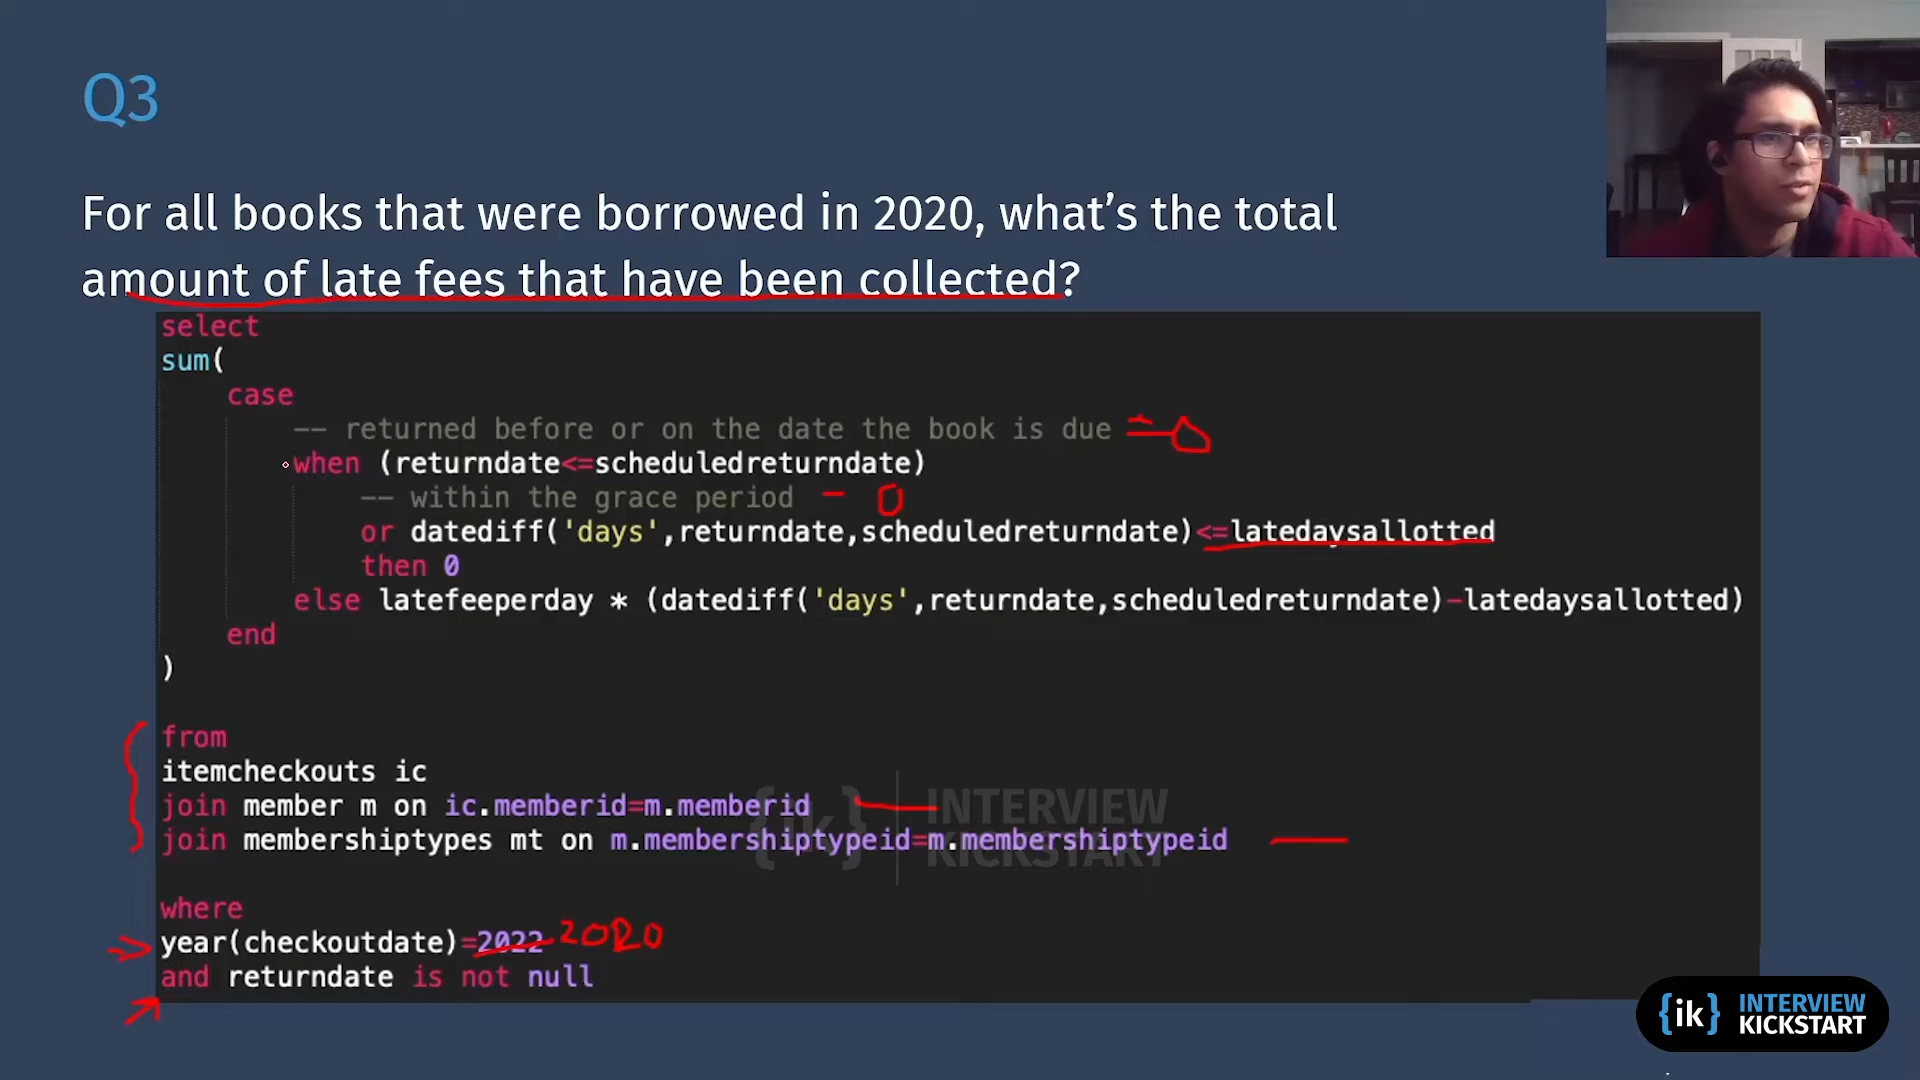 Q3
For all books that were borrowed in 2020, what’s the total
amount of late fees that have been collected?
select
sum(
case
-- returned before or on the date the book is due = 0
when (returndate<=scheduledreturndate)
-- within the grace period - 0
or datediff('days',returndate,scheduledreturndate)<=latedaysallotted
then 0
else latefeeperday * (datediff('days',returndate,scheduledreturndate)-latedaysallotted)
end
)
from
itemcheckouts ic
join member m on ic.memberid=m.memberid
join membershiptypes mt on m.membershiptypeid=m.membershiptypeid
where
year(checkoutdate)=2022 2020
and returndate is not null
{ik} INTERVIEW
KICKSTART
{ik} INTERVIEW
KICKSTART